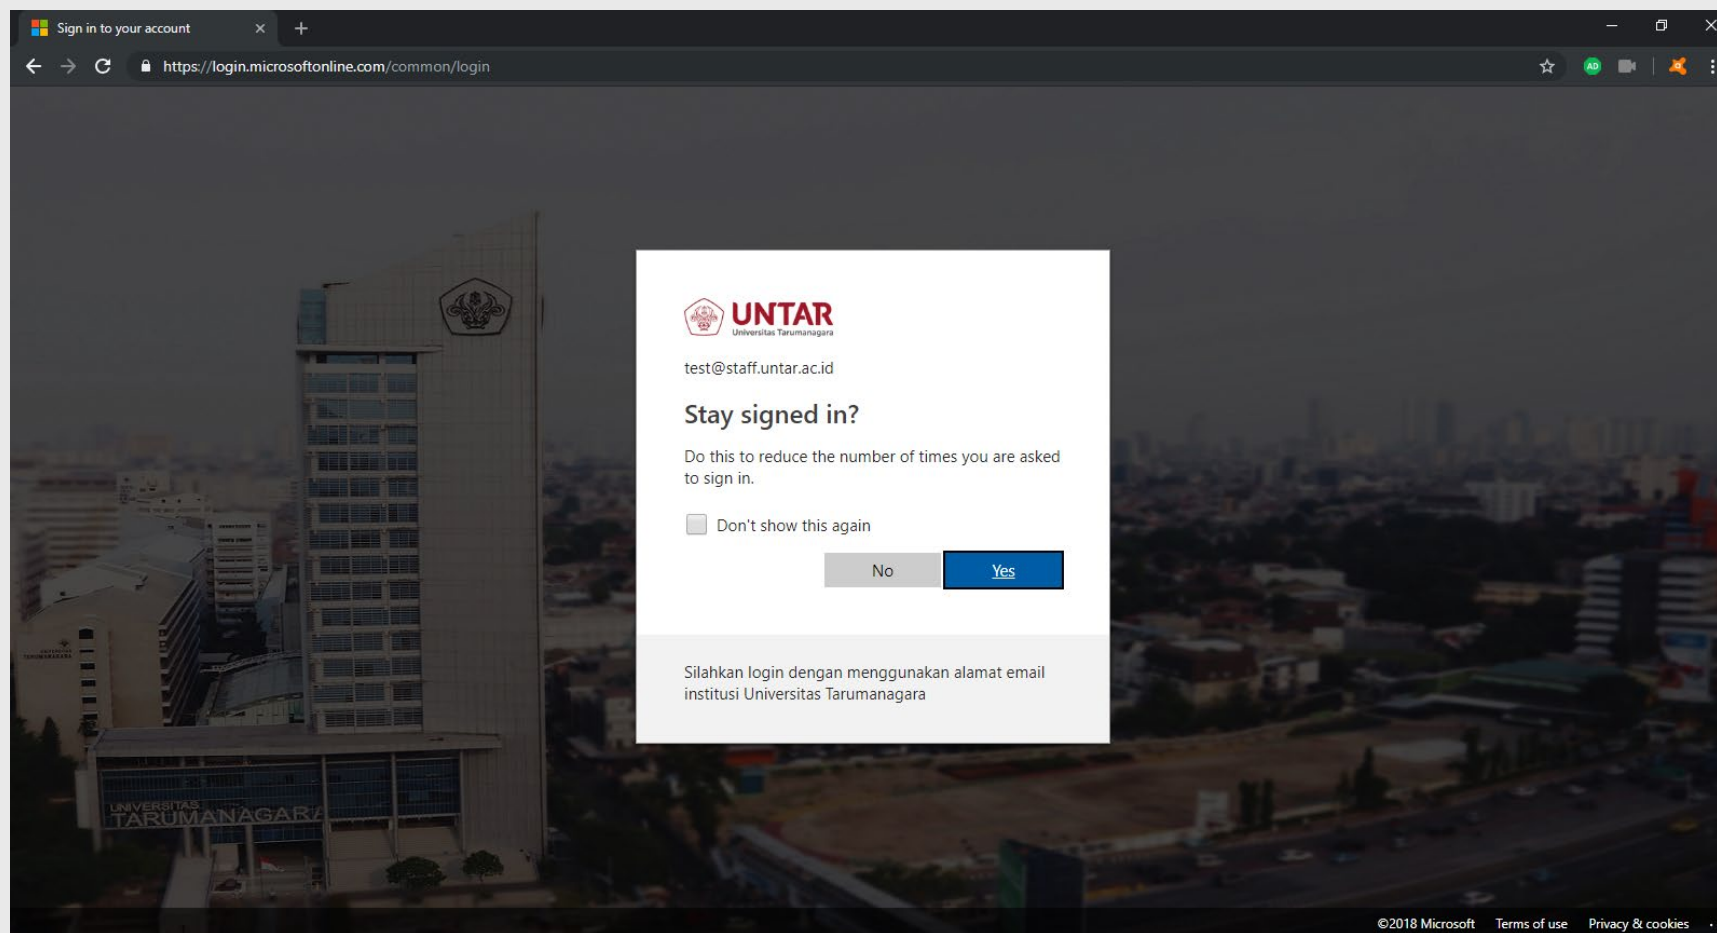 Sign in to your account
https://login.microsoftonline.com/common/login
AD
UNTAR
Universitas Tarumanagara
test@staff.untar.ac.id
Stay signed in?
Do this to reduce the number of times you are asked
to sign in.
Don't show this again
No
Yes
Silahkan login dengan menggunakan alamat email
institusi Universitas Tarumanagara
UNIVERSITAS
TARUMANAGARA
UNIVERSITAS
TARUMANAGARA
©2018 Microsoft Terms of use Privacy & cookies